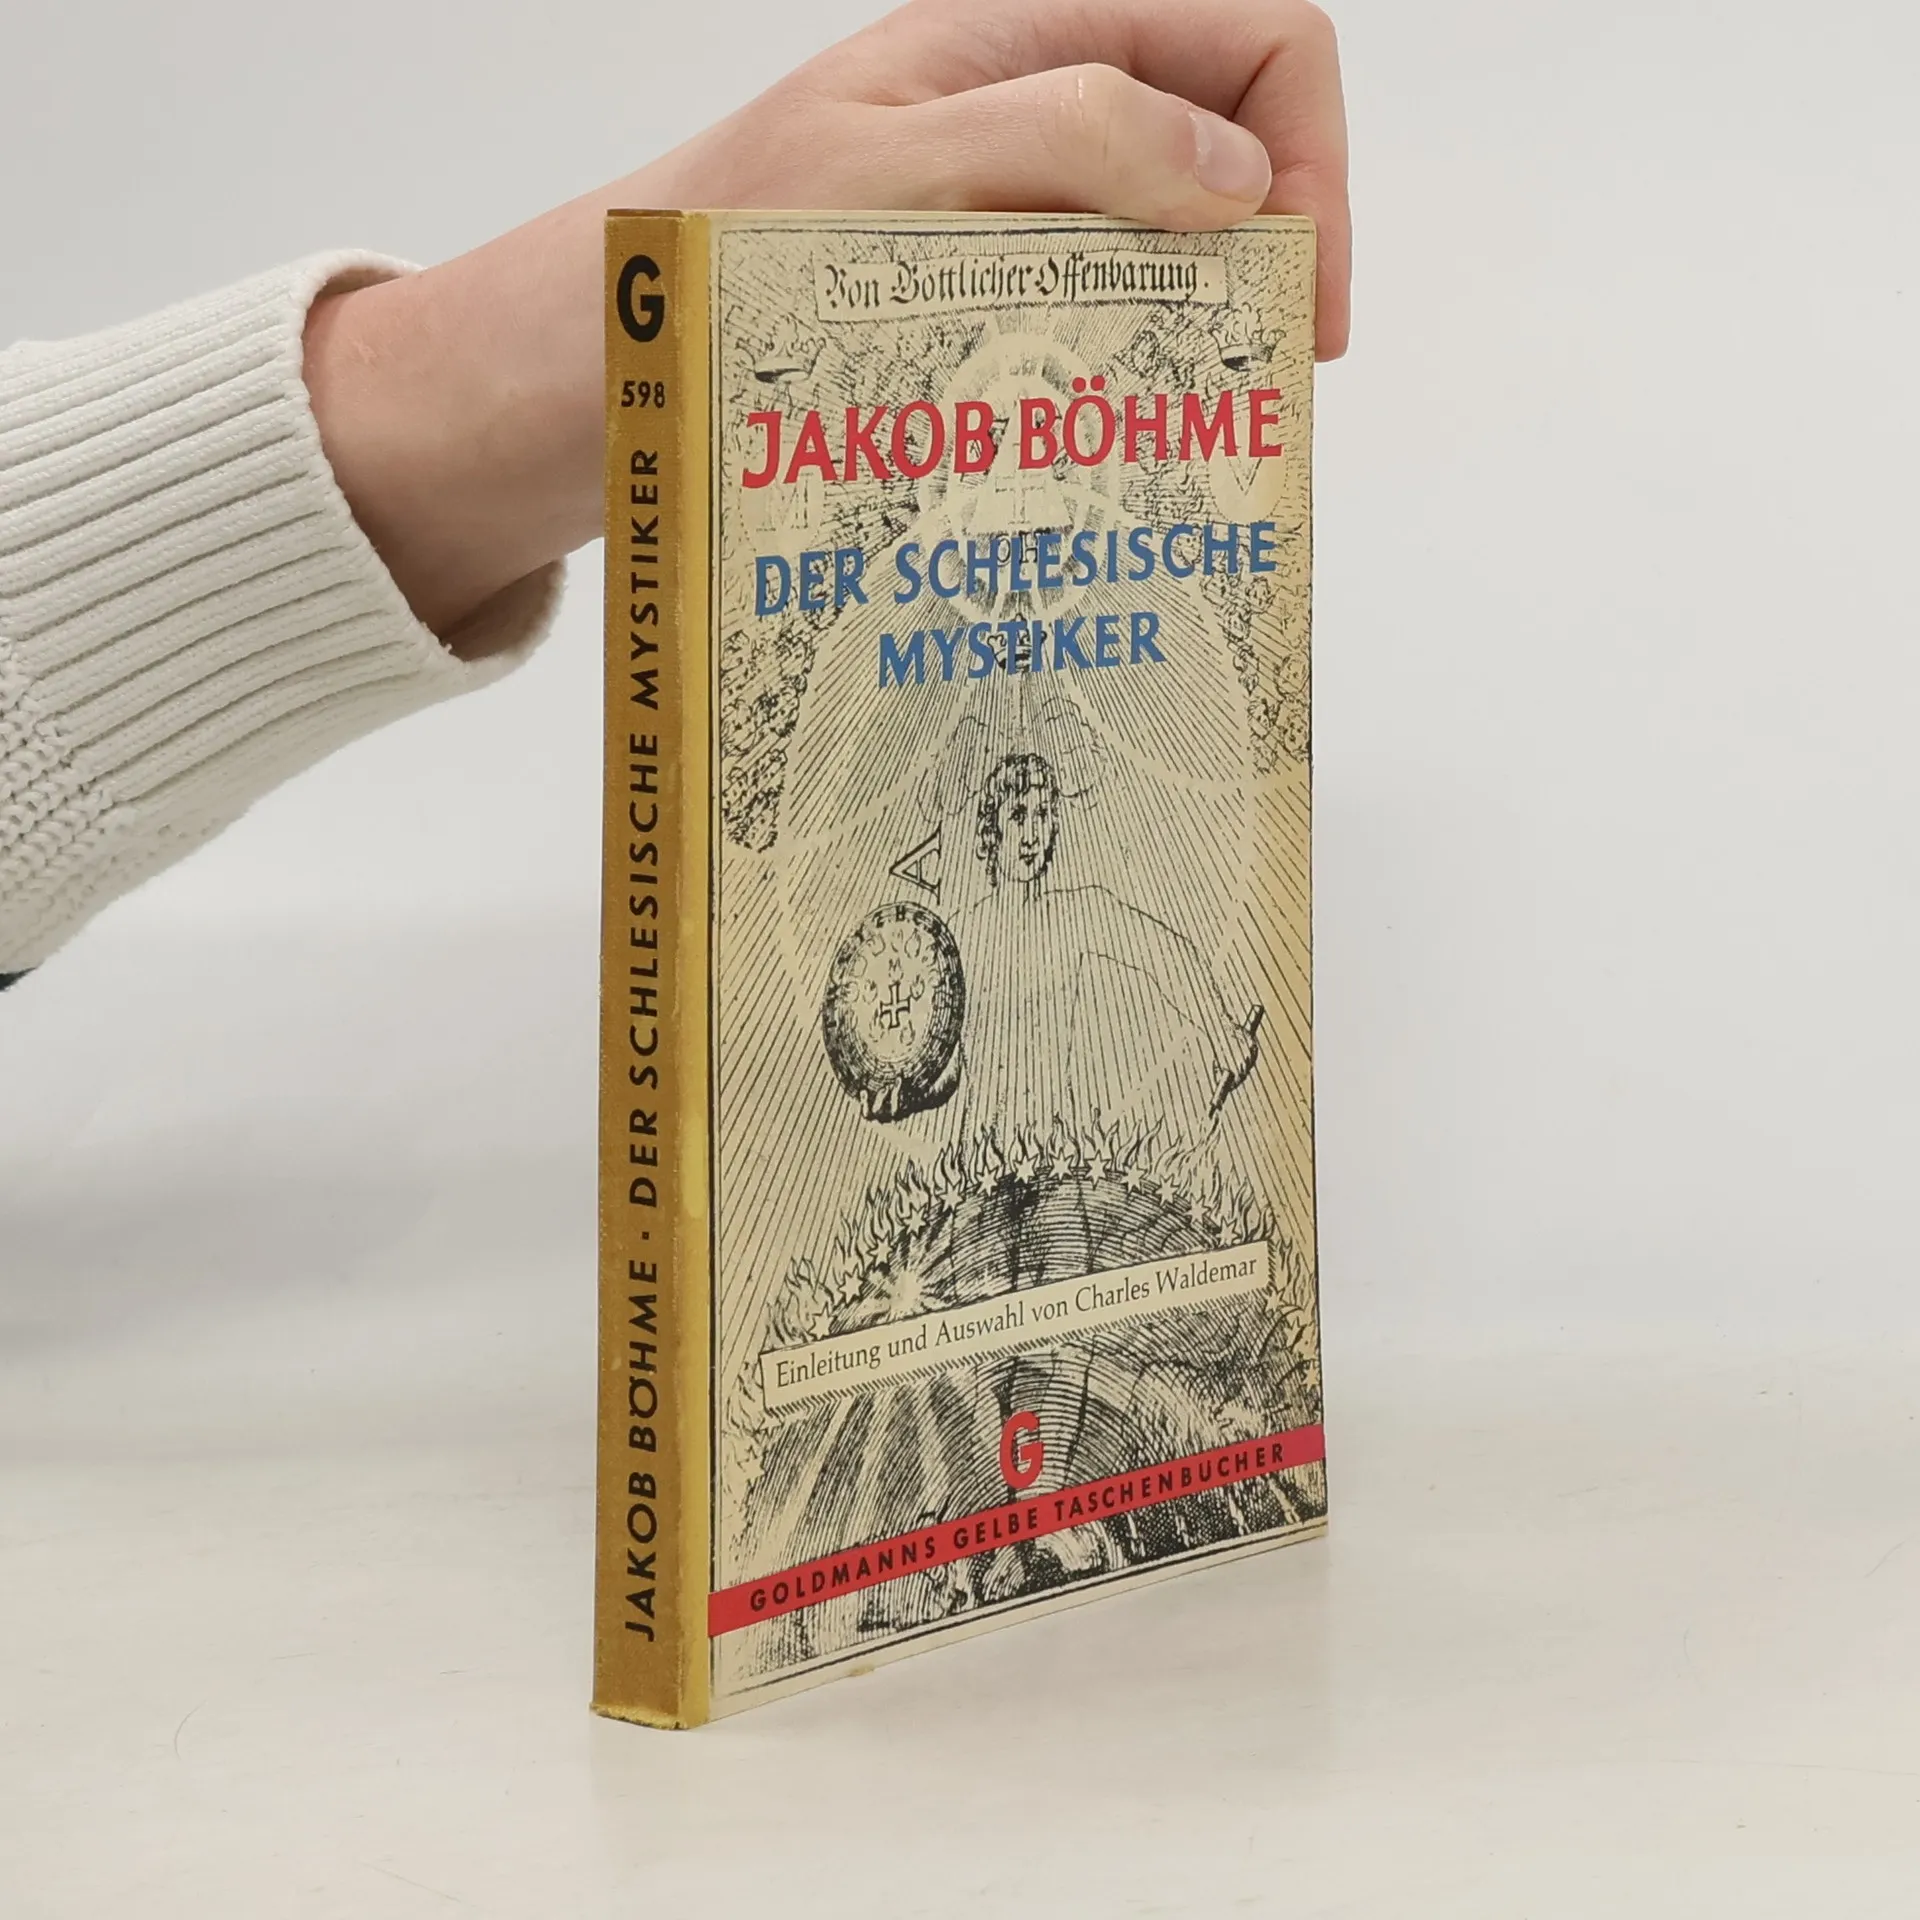 G
598
JAKOB BÖHME · DER SCHLESISCHE MYSTIKER
Von Göttlicher Offenbarung.
JAKOB BÖHME
DER SCHLESISCHE
MYSTIKER
A
M
Einleitung und Auswahl von Charles Waldemar
G
GOLDMANNS GELBE TASCHENBÜCHER